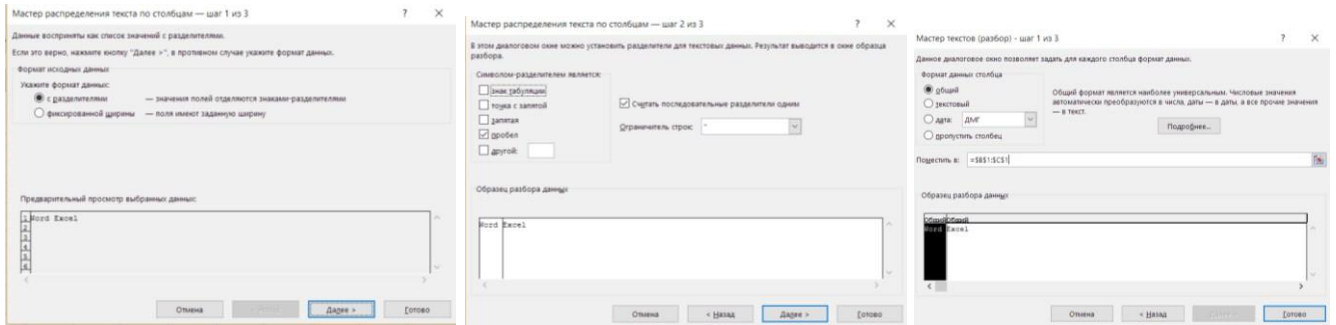 Мастер распределения текста по столбцам — шаг 1 из 3
? ×
Данные восприняты как список значений с разделителями.
Если это верно, нажмите кнопку "Далее >", в противном случае укажите формат данных.
Формат исходных данных
Укажите формат данных:
с разделителями — значения полей отделяются знаками-разделителями
фиксированной ширины — поля имеют заданную ширину
Предварительный просмотр выбранных данных:
1 Word Excel
2
3
4
5
6
Отмена < Назад Далее > Готово
Мастер распределения текста по столбцам — шаг 2 из 3
? ×
В этом диалоговом окне можно установить разделители для текстовых данных. Результат выводится в окне образца
разбора.
Символом-разделителем является:
знак табуляции
точка с запятой
запятая
пробел
другой:
Считать последовательные разделители одним
Ограничитель строк: "
Образец разбора данных
Word Excel
Отмена < Назад Далее > Готово
Мастер текстов (разбор) - шаг 1 из 3
? ×
Данное диалоговое окно позволяет задать для каждого столбца формат данных.
Формат данных столбца
общий
текстовый
дата: ДМГ
пропустить столбец
Общий формат является наиболее универсальным. Числовые значения
автоматически преобразуются в числа, даты — в даты, а все прочие значения
— в текст.
Подробнее...
Поместить в: =$B$1:$C$1
Образец разбора данных
Общий Общий
Word Excel
Отмена < Назад Далее > Готово